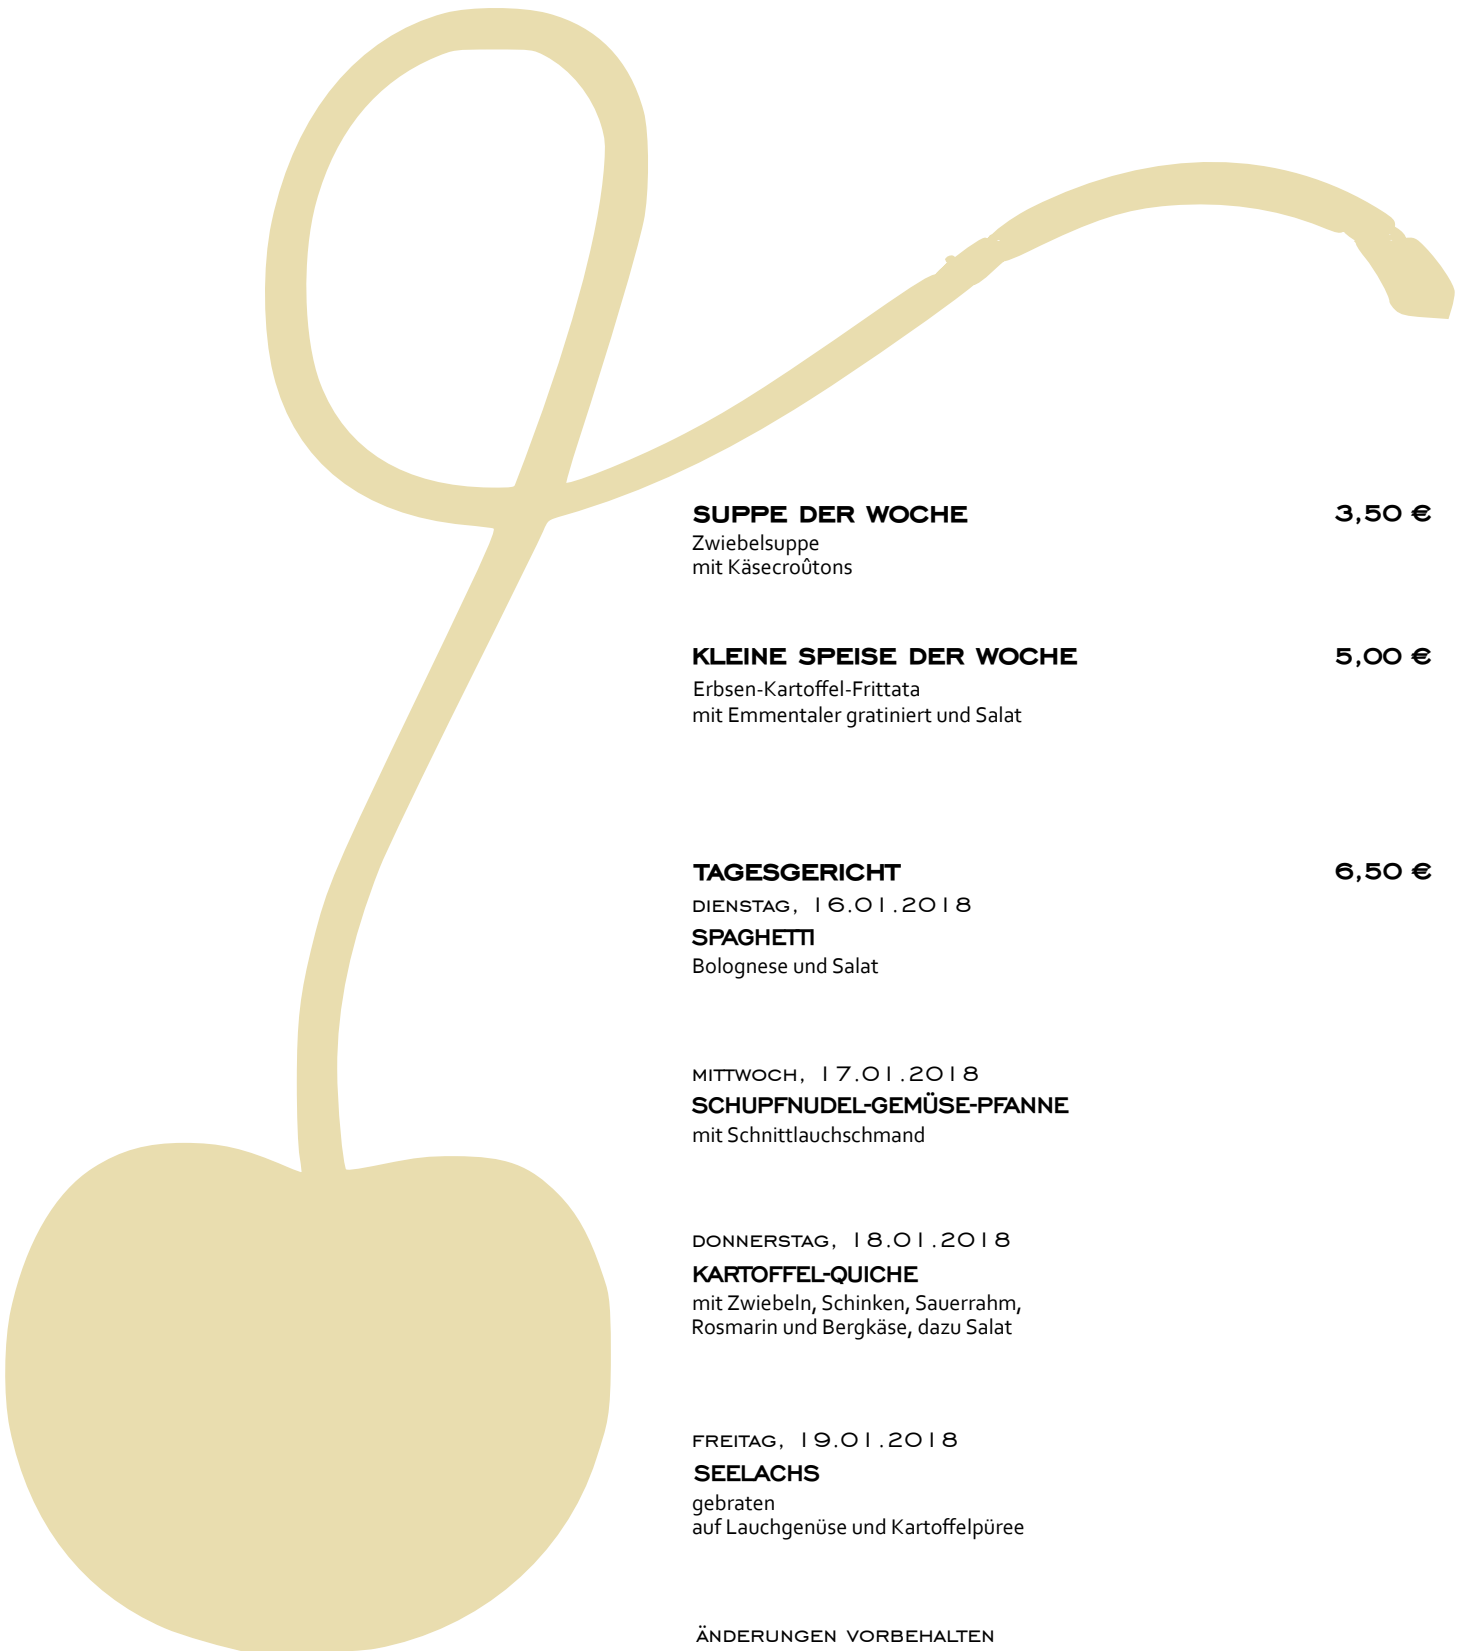 SUPPE DER WOCHE 3,50 €
Zwiebelsuppe
mit Käsecroûtons
KLEINE SPEISE DER WOCHE 5,00 €
Erbsen-Kartoffel-Frittata
mit Emmentaler gratiniert und Salat
TAGESGERICHT 6,50 €
DIENSTAG, 16.01.2018
SPAGHETTI
Bolognese und Salat
MITTWOCH, 17.01.2018
SCHUPFNUDEL-GEMÜSE-PFANNE
mit Schnittlauchschmand
DONNERSTAG, 18.01.2018
KARTOFFEL-QUICHE
mit Zwiebeln, Schinken, Sauerrahm,
Rosmarin und Bergkäse, dazu Salat
FREITAG, 19.01.2018
SEELACHS
gebraten
auf Lauchgenüse und Kartoffelpüree
ÄNDERUNGEN VORBEHALTEN